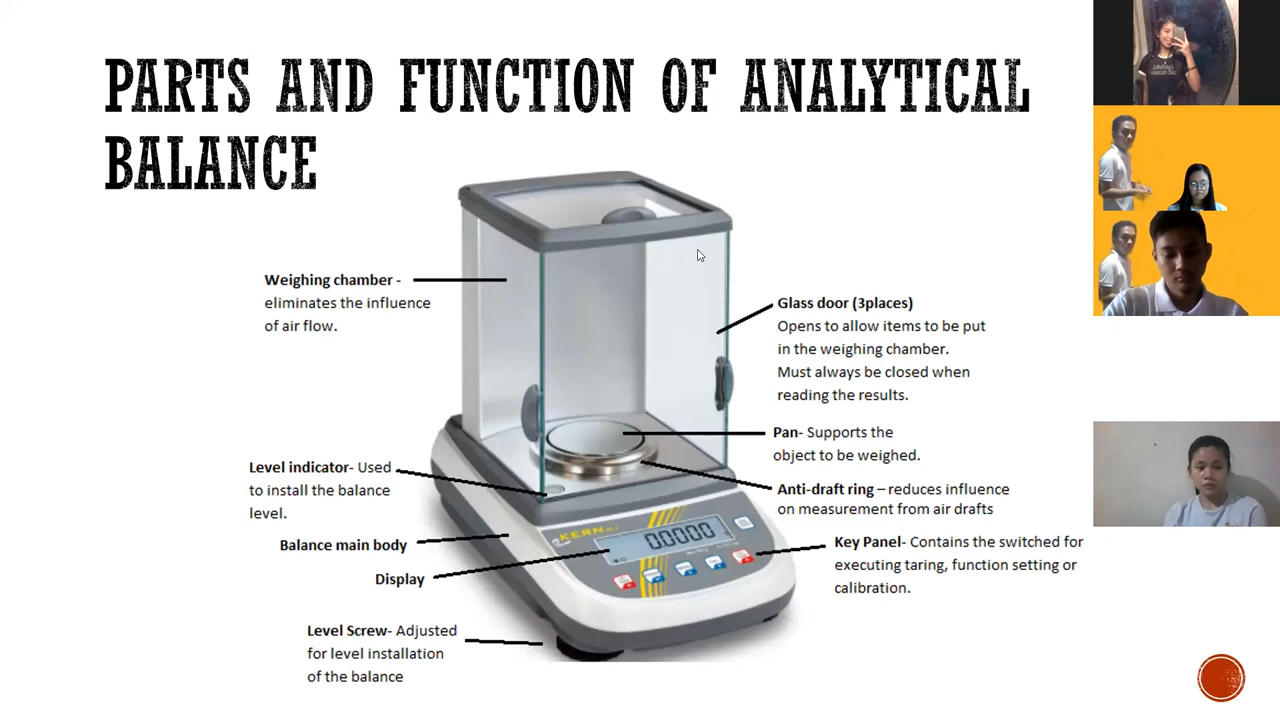 PARTS AND FUNCTION OF ANALYTICAL
BALANCE
Weighing chamber -
eliminates the influence
of air flow.
Glass door (3places)
Opens to allow items to be put
in the weighing chamber.
Must always be closed when
reading the results.
Pan- Supports the
object to be weighed.
Level indicator- Used
to install the balance
level.
Anti-draft ring – reduces influence
on measurement from air drafts
Balance main body
Display
KERN
00000
Key Panel- Contains the switched for
executing taring, function setting or
calibration.
Level Screw- Adjusted
for level installation
of the balance